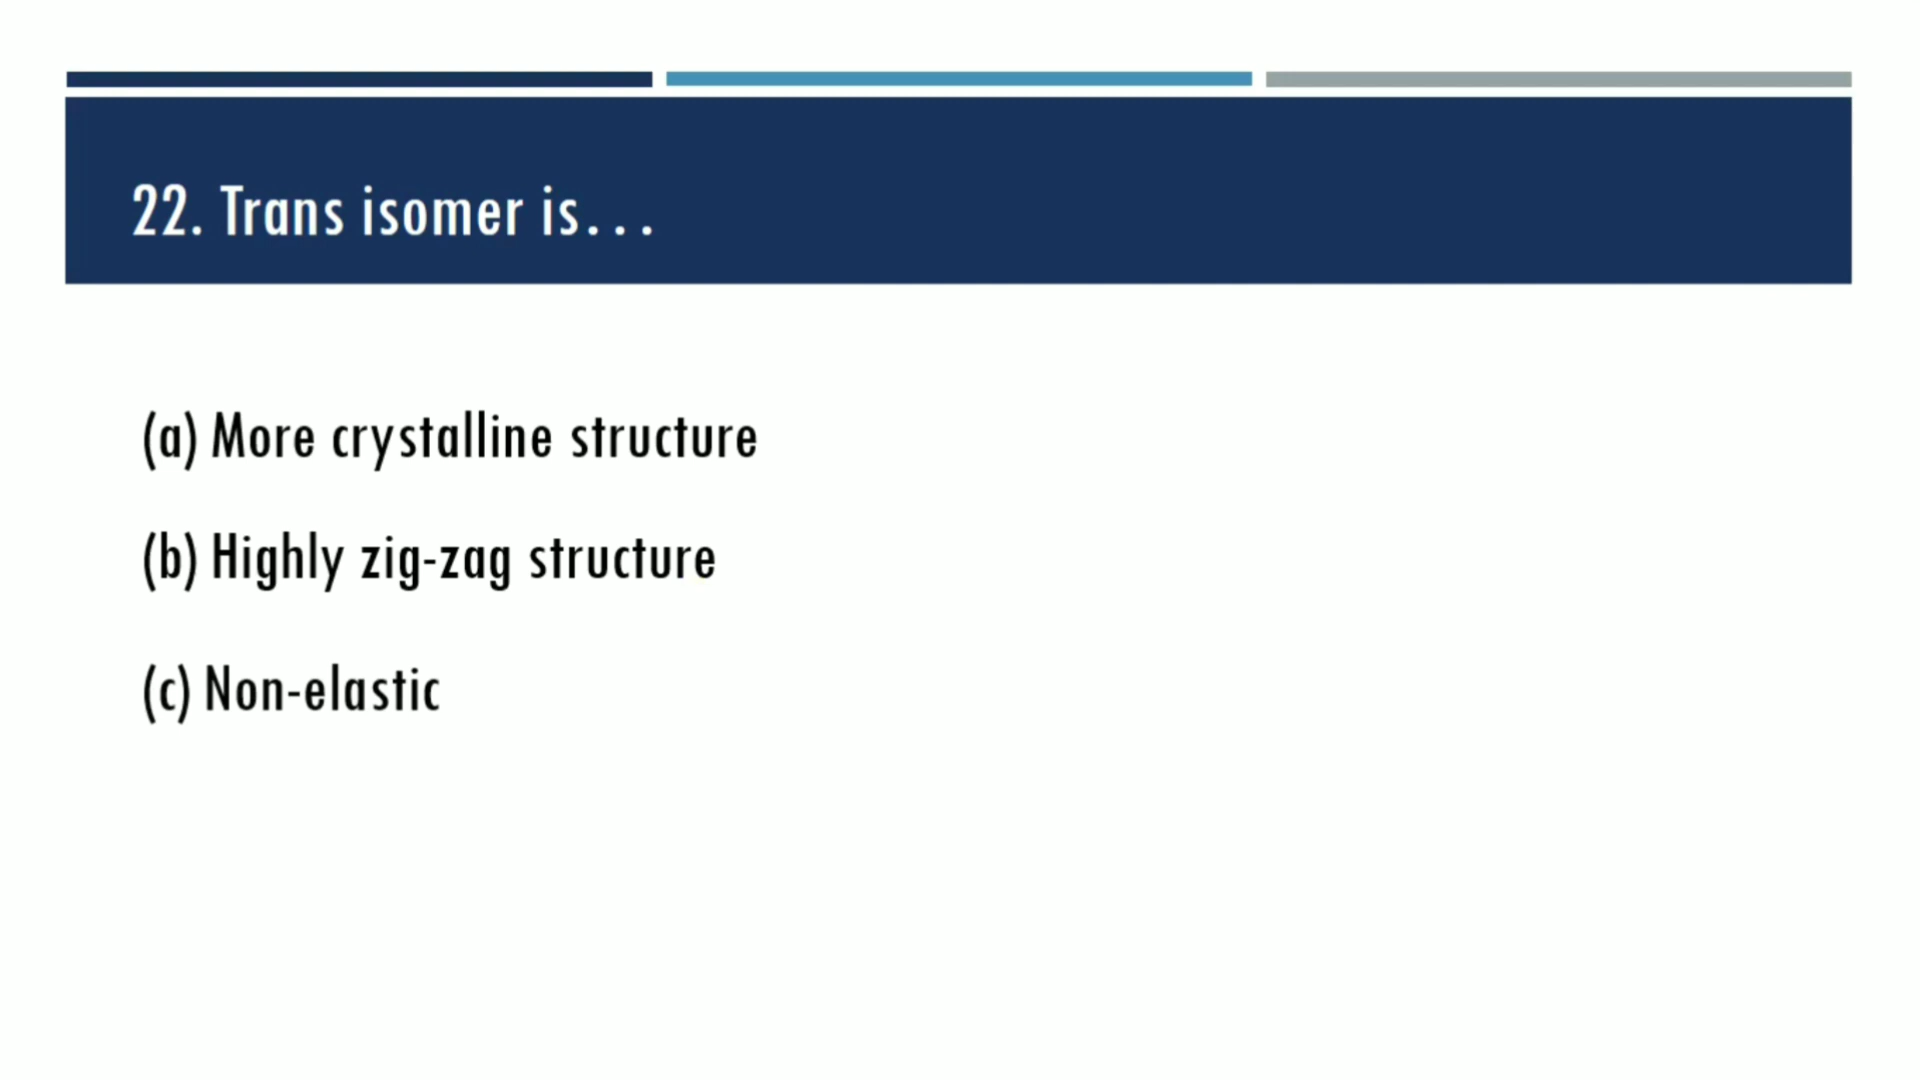 22. Trans isomer is...
(a) More crystalline structure
(b) Highly zig-zag structure
(c) Non-elastic